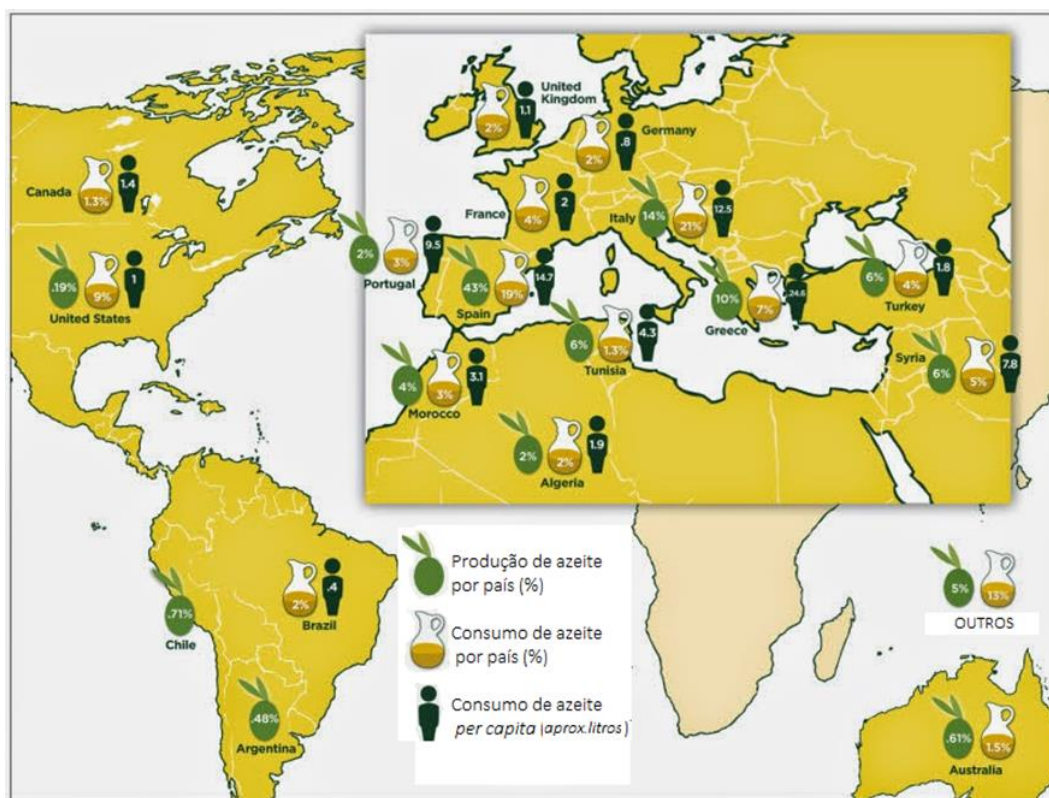 Canada
1.3%
1.4
.19%
9%
1
United States
United
Kingdom
2%
1.1
2%
.8
Germany
France
4%
2
Italy
14%
21%
12.5
2%
3%
9.5
Portugal
43%
19%
14.7
Spain
10%
7%
24.6
Greece
6%
4%
1.8
Turkey
6%
1.3%
4.3
Tunisia
Syria
6%
5%
7.8
4%
3%
3.1
Morocco
2%
2%
1.9
Algeria
.71%
Chile
2%
.4
Brazil
.48%
Argentina
Produção de azeite
por país (%)
Consumo de azeite
por país (%)
Consumo de azeite
per capita (aprox.litros)
5%
13%
OUTROS
.61%
1.5%
Australia